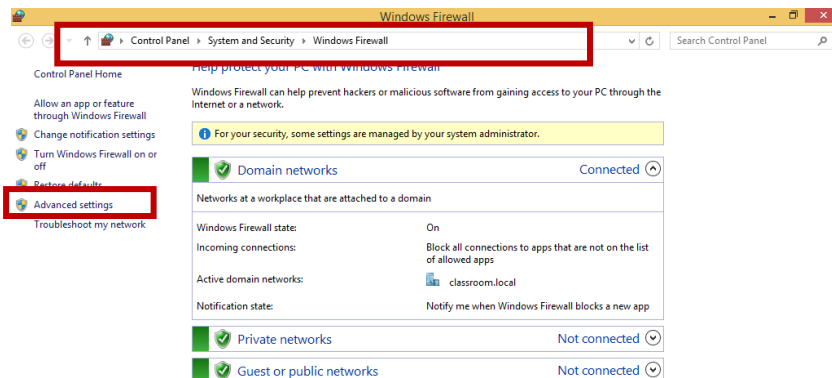 Windows Firewall
Control Panel ▸ System and Security ▸ Windows Firewall
Search Control Panel
Control Panel Home
Allow an app or feature
through Windows Firewall
Change notification settings
Turn Windows Firewall on or
off
Restore defaults
Advanced settings
Troubleshoot my network
Help protect your PC with Windows Firewall
Windows Firewall can help prevent hackers or malicious software from gaining access to your PC through the
Internet or a network.
For your security, some settings are managed by your system administrator.
Domain networks Connected
Networks at a workplace that are attached to a domain
Windows Firewall state: On
Incoming connections: Block all connections to apps that are not on the list
of allowed apps
Active domain networks: classroom.local
Notification state: Notify me when Windows Firewall blocks a new app
Private networks Not connected
Guest or public networks Not connected